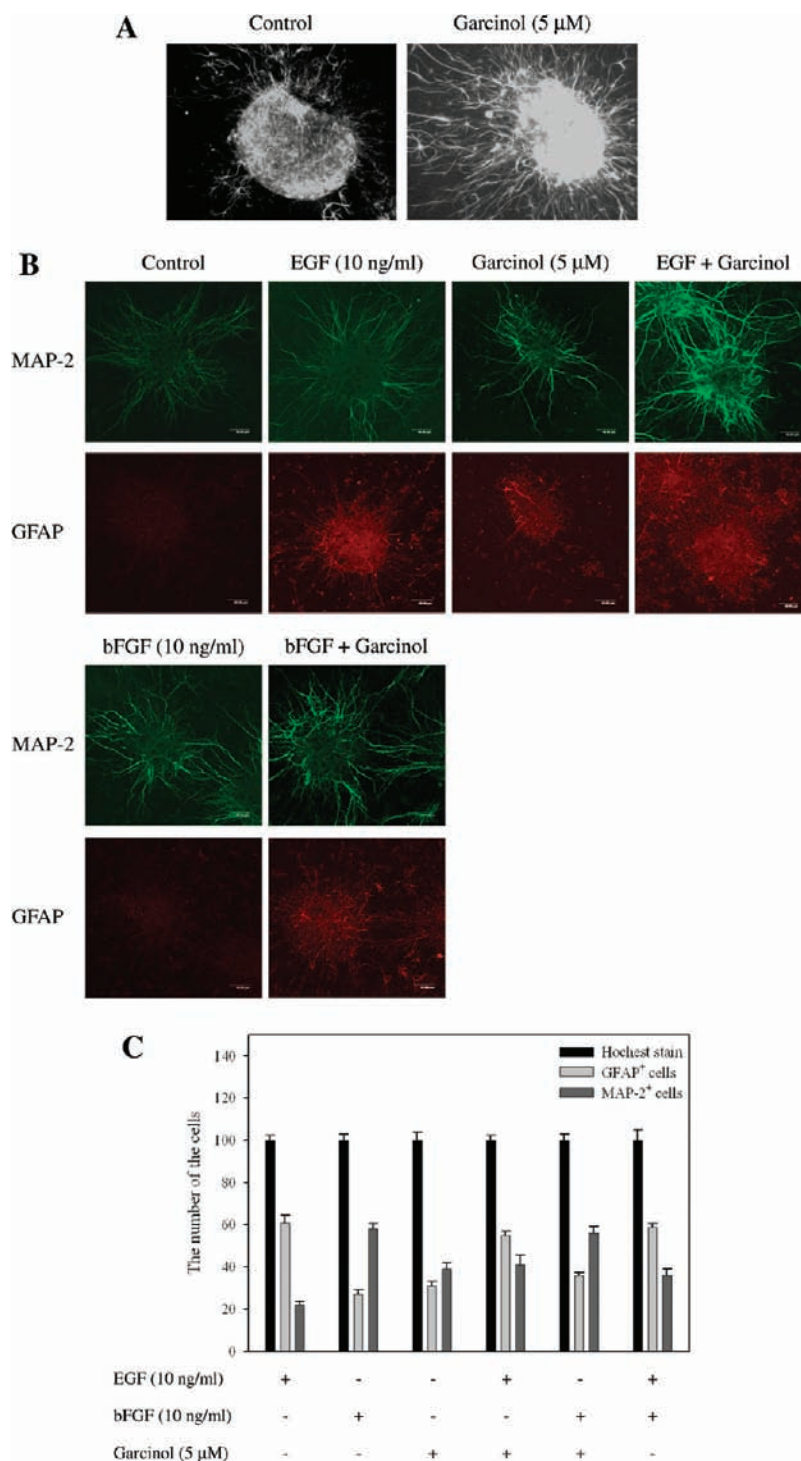 A
Control Garcinol (5 μM)
B
Control EGF (10 ng/ml) Garcinol (5 μM) EGF + Garcinol
MAP-2
GFAP
bFGF (10 ng/ml) bFGF + Garcinol
MAP-2
GFAP
C
Hochest stain
GFAP⁺ cells
MAP-2⁺ cells
The number of the cells
140
120
100
80
60
40
20
0
EGF (10 ng/ml) + - - + - +
bFGF (10 ng/ml) - + - - + +
Garcinol (5 μM) - - + + + -